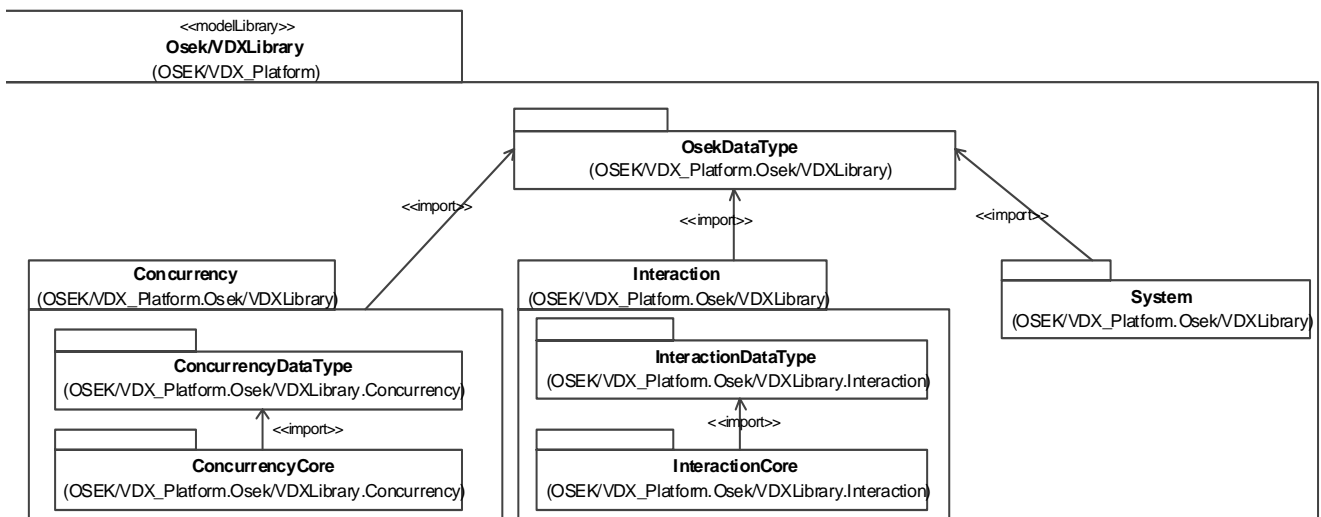 <<modelLibrary>>
Osek/VDXLibrary
(OSEK/VDX_Platform)
OsekDataType
(OSEK/VDX_Platform.Osek/VDXLibrary)
<<import>>
<<import>>
<<import>>
Concurrency
(OSEK/VDX_Platform.Osek/VDXLibrary)
Interaction
(OSEK/VDX_Platform.Osek/VDXLibrary)
System
(OSEK/VDX_Platform.Osek/VDXLibrary)
ConcurrencyDataType
(OSEK/VDX_Platform.Osek/VDXLibrary.Concurrency)
InteractionDataType
(OSEK/VDX_Platform.Osek/VDXLibrary.Interaction)
<<import>>
<<import>>
ConcurrencyCore
(OSEK/VDX_Platform.Osek/VDXLibrary.Concurrency)
InteractionCore
(OSEK/VDX_Platform.Osek/VDXLibrary.Interaction)